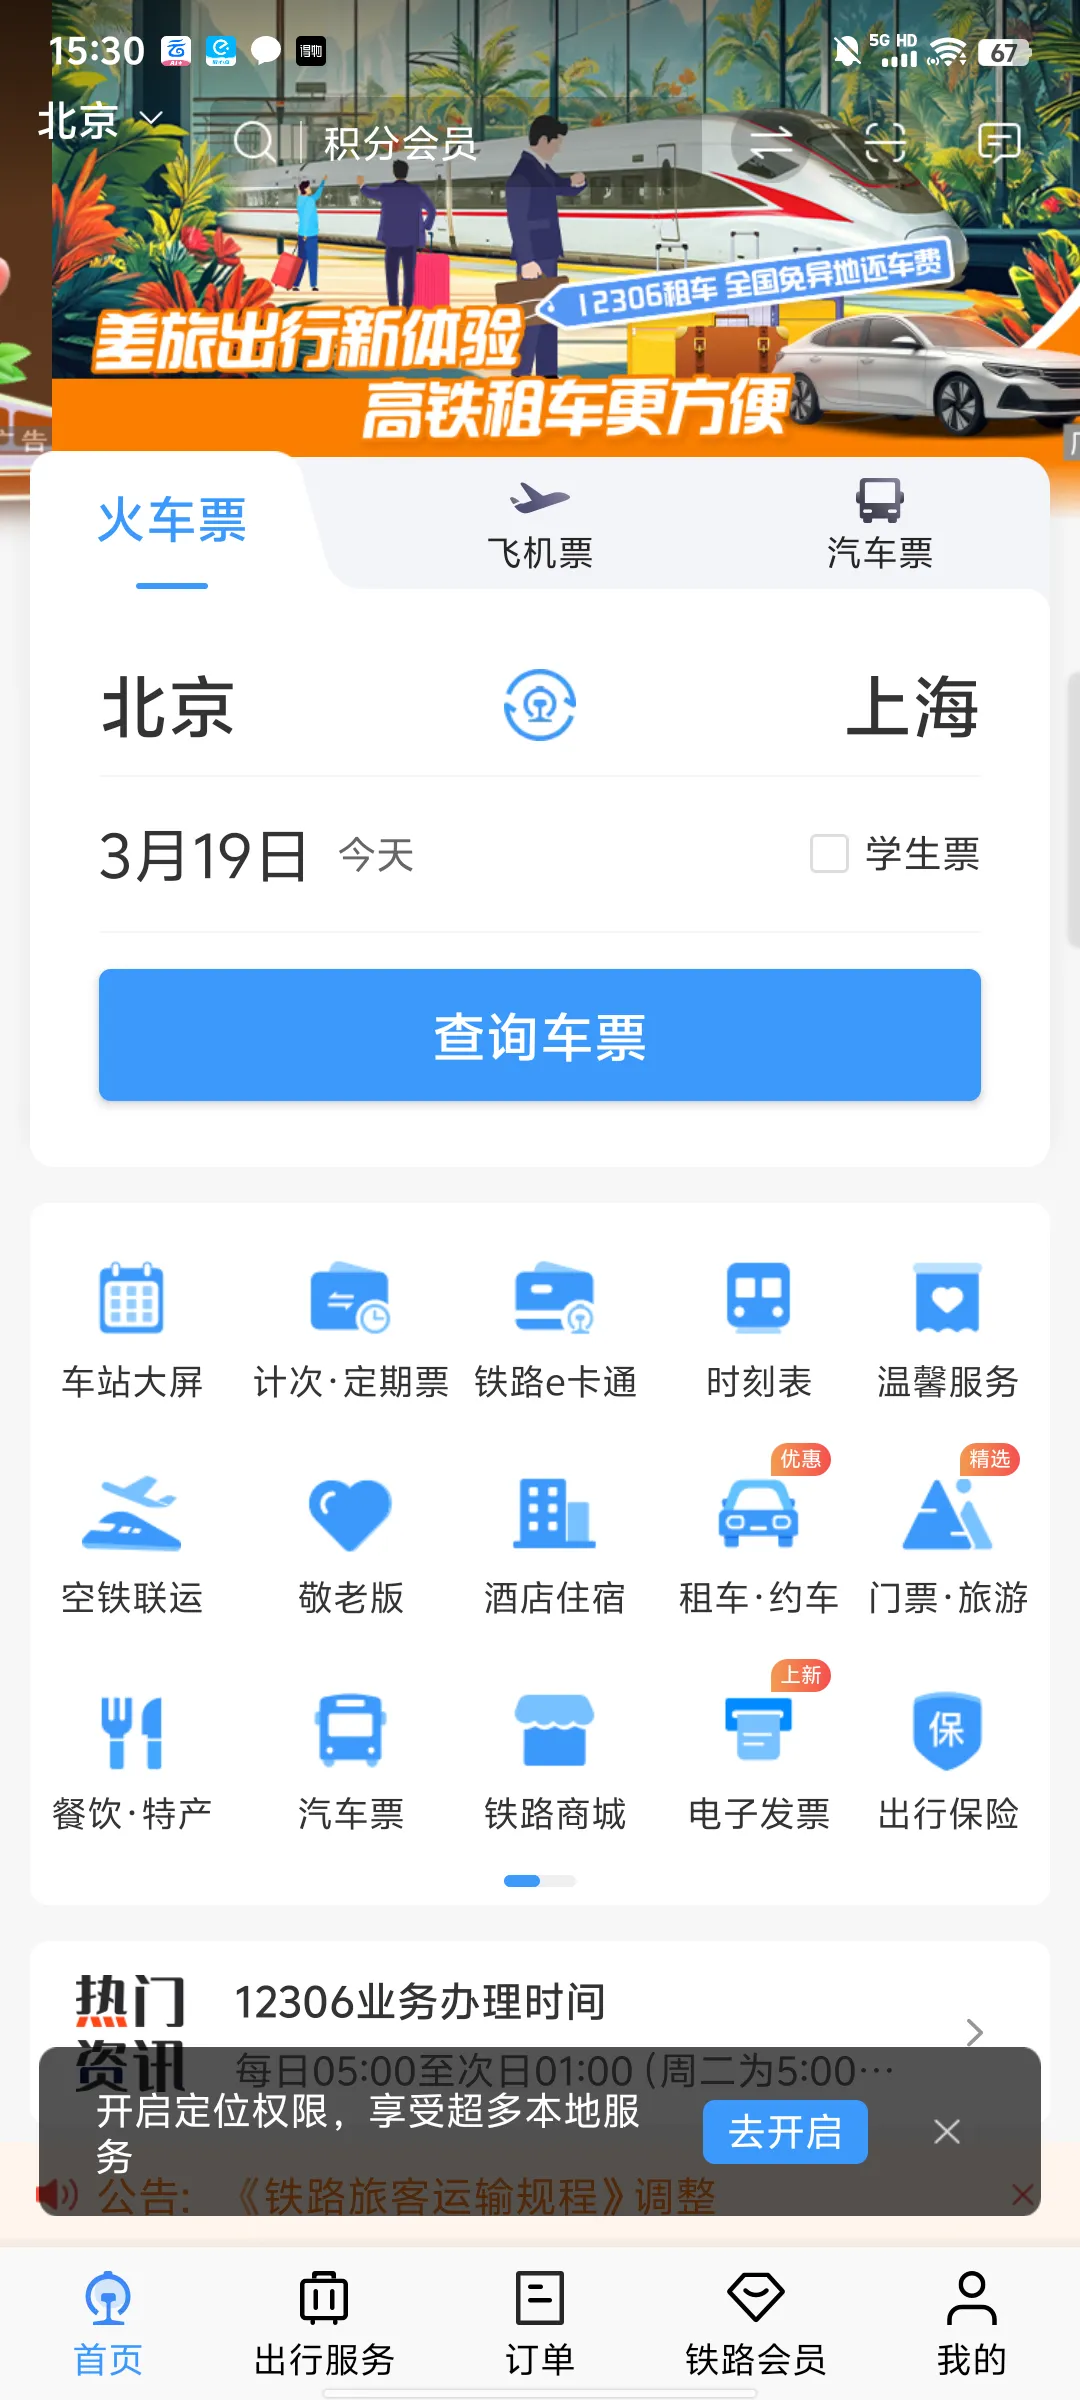 15:30
5G HD
67
北京
积分会员
12306租车 全国免异地还车费
差旅出行新体验
高铁租车更方便
广告
火车票
飞机票
汽车票
北京
上海
3月19日 今天
学生票
查询车票
车站大屏
计次·定期票
铁路e卡通
时刻表
温馨服务
优惠
精选
空铁联运
敬老版
酒店住宿
租车·约车
门票·旅游
上新
保
餐饮·特产
汽车票
铁路商城
电子发票
出行保险
热门
资讯
12306业务办理时间
每日05:00至次日01:00 (周二为5:00…
开启定位权限，享受超多本地服
务
去开启
公告: 《铁路旅客运输规程》调整
首页
出行服务
订单
铁路会员
我的